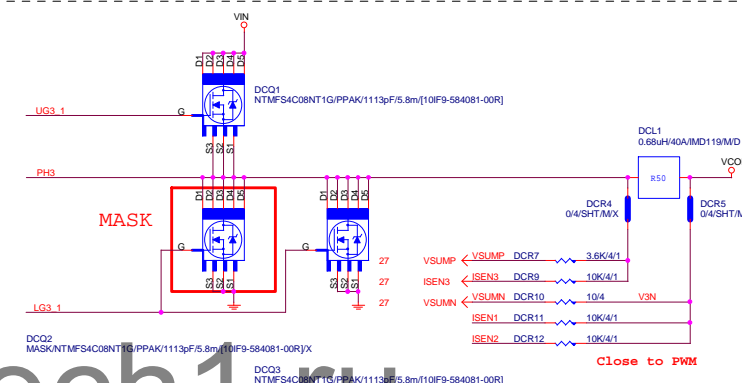 VIN
D1 D2 D3 D4 D5
DCQ1
NTMFS4C08NT1G/PPAK/1113pF/5.8m/[10IF9-584081-00R]
UG3_1
G
S3 S2 S1
DCL1
0.68uH/40A/IMD119/M/D
VCO
PH3
R50
D1 D2 D3 D4 D5
D1 D2 D3 D4 D5
MASK
DCR4
0/4/SHT/M/X
DCR5
0/4/SHT/M
G
G
27 VSUMP VSUMP DCR7 3.6K/4/1
S3 S2 S1
S3 S2 S1
27 ISEN3 ISEN3 DCR9 10K/4/1
27 VSUMN VSUMN DCR10 10/4 V3N
LG3_1
ISEN1 DCR11 10K/4/1
ISEN2 DCR12 10K/4/1
DCQ2
MASK/NTMFS4C08NT1G/PPAK/1113pF/5.8m/[10IF9-584081-00R]/X
Close to PWM
DCQ3
NTMFS4C08NT1G/PPAK/1113pF/5.8m/[10IF9-584081-00R]